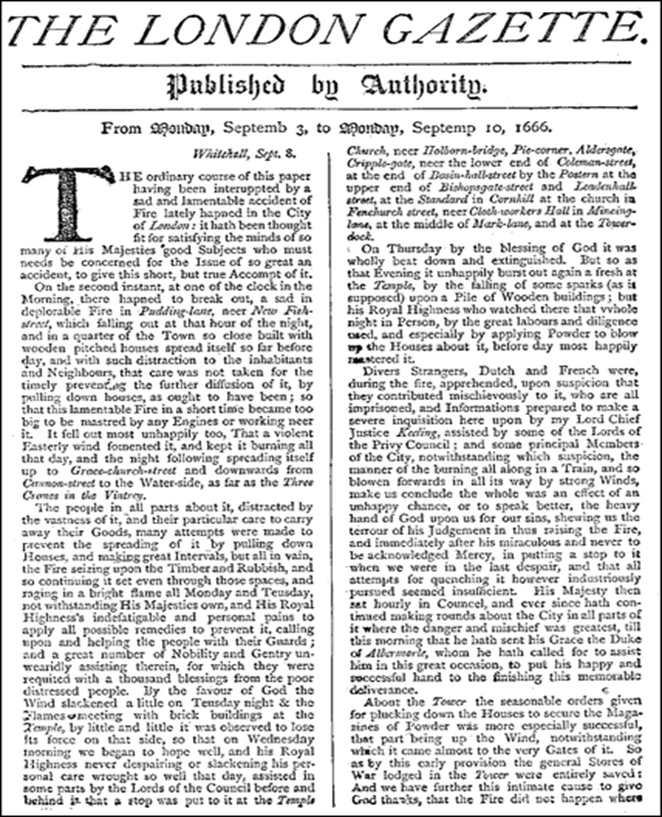 THE LONDON GAZETTE.
Published by Authority.
From Monday, Septemb 3, to Monday, Septemp 10, 1666.
Whitehall, Sept. 8.
THE ordinary course of this paper
having been interuppted by a
sad and lamentable accident of
Fire lately hapned in the City
of London: it hath been thought
fit for satisfying the minds of so
many of His Majesties good Subjects who must
needs be concerned for the Issue of so great an
accident, to give this short, but true Accompt of it.
On the second instant, at one of the clock in the
Morning, there hapned to break out, a sad in
deplorable Fire in Pudding-lane, neer New Fish-
street, which falling out at that hour of the night,
and in a quarter of the Town so close built with
wooden pitched houses spread itself so far before
day, and with such distraction to the inhabitants
and Neighbours, that care was not taken for the
timely preventing the further diffusion of it, by
pulling down houses, as ought to have been; so
that this lamentable Fire in a short time became too
big to be mastred by any Engines or working neer
it. It fell out most unhappily too, That a violent
Easterly wind fomented it, and kept it burning all
that day, and the night following spreading itself
up to Grace-church-street and downwards from
Cannon-street to the Water-side, as far as the Three
Cranes in the Vintrey.
The people in all parts about it, distracted by
the vastness of it, and their particular care to carry
away their Goods, many attempts were made to
prevent the spreading of it by pulling down
Houses, and making great Intervals, but all in vain,
the Fire seizing upon the Timber and Rubbish, and
so continuing it set even through those spaces, and
raging in a bright flame all Monday and Teusday,
not withstanding His Majesties own, and His Royal
Highness's indefatigable and personal pains to
apply all possible remedies to prevent it, calling
upon and helping the people with their Guards;
and a great number of Nobility and Gentry un-
weariedly assisting therein, for which they were
requited with a thousand blessings from the poor
distressed people. By the favour of God the
Wind slackened a little on Teusday night & the
Flames meeting with brick buildings at the
Temple, by little and little it was observed to lose
its force on that side, so that on Wednesday
morning we began to hope well, and his Royal
Highness never despairing or slackening his per-
sonal care wrought so well that day, assisted in
some parts by the Lords of the Council before and
behind it that a stop was put to it at the Temple
Church, neer Holborn-bridge, Pie-corner, Aldersgate,
Cripple-gate, neer the lower end of Coleman-street,
at the end of Basin-hall-street by the Postern at the
upper end of Bishopsgate-street and Leadenhall-
street, at the Standard in Cornhill at the church in
Fenchurch street, neer Cloth-workers Hall in Mincing-
lane, at the middle of Mark-lane, and at the Tower-
dock.
On Thursday by the blessing of God it was
wholly beat down and extinguished. But so as
that Evening it unhappily burst out again a fresh at
the Temple, by the falling of some sparks (as is
supposed) upon a Pile of Wooden buildings; but
his Royal Highness who watched there that vvhole
night in Person, by the great labours and diligence
used, and especially by applying Powder to blow
up the Houses about it, before day most happily
mastered it.
Divers Strangers, Dutch and French were,
during the fire, apprehended, upon suspicion that
they contributed mischievously to it, who are all
imprisoned, and Informations prepared to make a
severe inquisition here upon by my Lord Chief
Justice Keeling, assisted by some of the Lords of
the Privy Council; and some principal Members
of the City, notwithstanding which suspicion, the
manner of the burning all along in a Train, and so
blowen forwards in all its way by strong Winds,
make us conclude the whole was an effect of an
unhappy chance, or to speak better, the heavy
hand of God upon us for our sins, shewing us the
terrour of his Judgement in thus raising the Fire,
and immediately after his miraculous and never to
be acknowledged Mercy, in putting a stop to it
when we were in the last despair, and that all
attempts for quenching it however industriously
pursued seemed insufficient. His Majesty then
sat hourly in Councel, and ever since hath con-
tinued making rounds about the City in all parts of
it where the danger and mischief was greatest, till
this morning that he hath sent his Grace the Duke
of Albermerle, whom he hath called for to assist
him in this great occasion, to put his happy and
successful hand to the finishing this memorable
deliverance.
About the Tower the seasonable orders given
for plucking down the Houses to secure the Maga-
zines of Powder was more especially successful,
that part being up the Wind, notwithstanding
which it came almost to the very Gates of it. So
as by this early provision the general Stores of
War lodged in the Tower were entirely saved:
And we have further this intimate cause to give
God thanks, that the Fire did not happen where